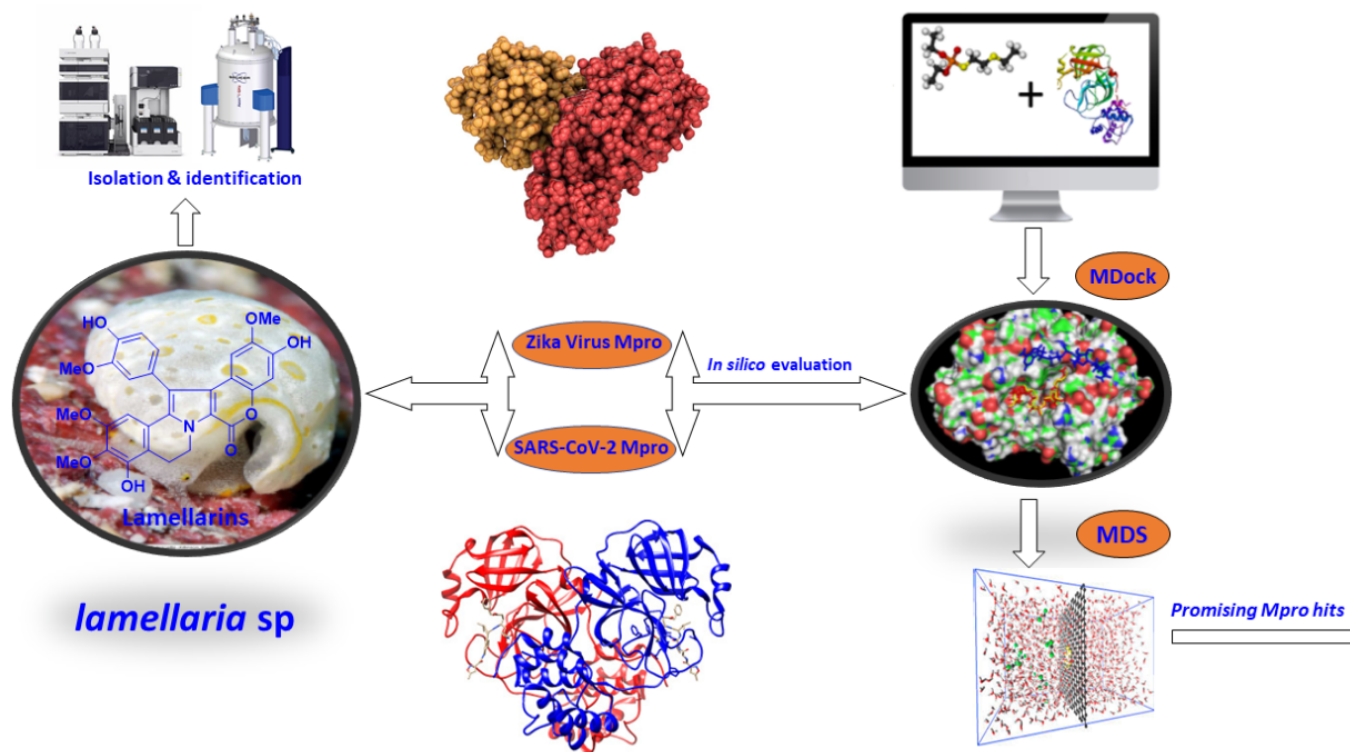 Isolation & identification
HO
MeO
MeO
MeO
OH
OMe
OH
N
O
O
Lamellarins
lamellaria sp
Zika Virus Mpro
SARS-CoV-2 Mpro
In silico evaluation
+
MDock
MDS
Promising Mpro hits